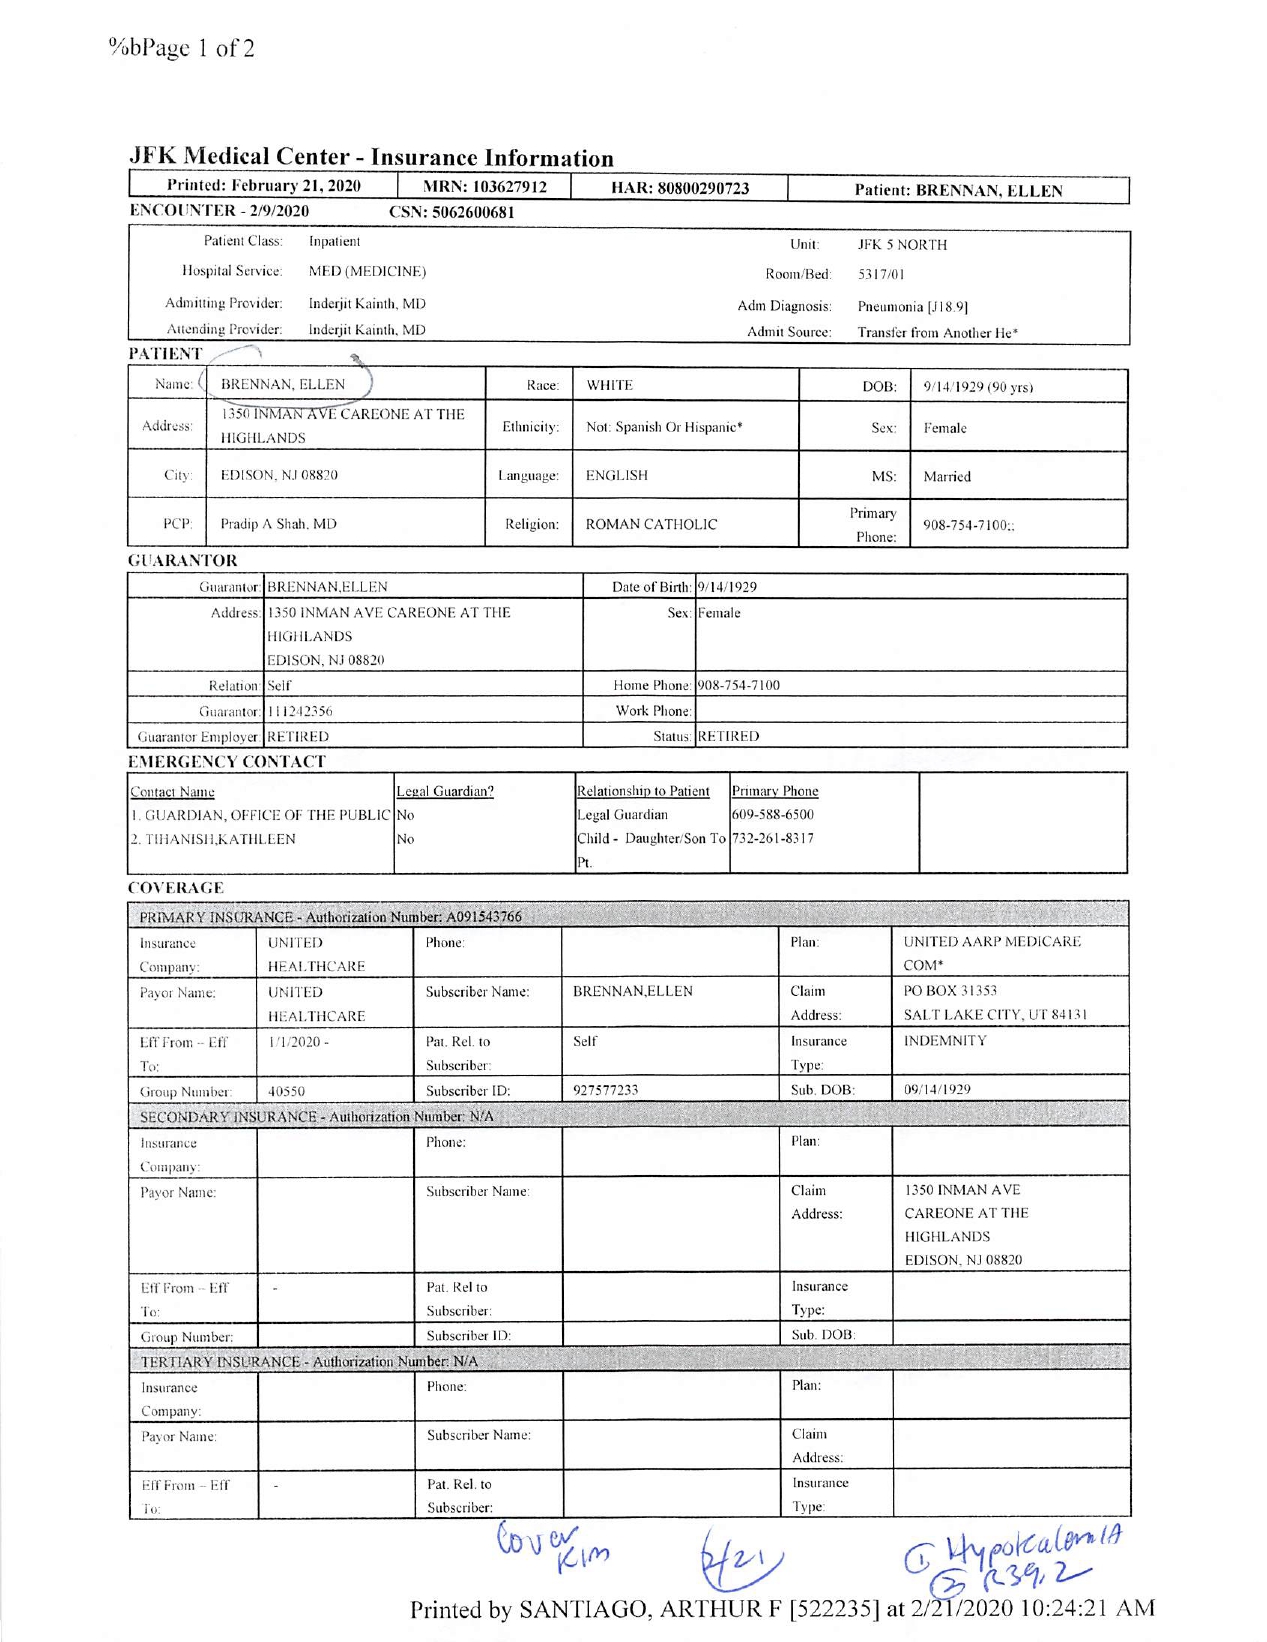 %bPage 1 of 2
JFK Medical Center - Insurance Information
Printed: February 21, 2020 MRN: 103627912 HAR: 80800290723 Patient: BRENNAN, ELLEN
ENCOUNTER - 2/9/2020 CSN: 5062600681
Patient Class: Inpatient Unit: JFK 5 NORTH
Hospital Service: MED (MEDICINE) Room/Bed: 5317/01
Admitting Provider: Inderjit Kainth, MD Adm Diagnosis: Pneumonia [J18.9]
Attending Provider: Inderjit Kainth, MD Admit Source: Transfer from Another He*
PATIENT
Name: BRENNAN, ELLEN Race: WHITE DOB: 9/14/1929 (90 yrs)
Address: 1350 INMAN AVE CAREONE AT THE
HIGHLANDS Ethnicity: Not: Spanish Or Hispanic* Sex: Female
City: EDISON, NJ 08820 Language: ENGLISH MS: Married
PCP: Pradip A Shah, MD Religion: ROMAN CATHOLIC Primary
Phone: 908-754-7100;;
GUARANTOR
Guarantor: BRENNAN,ELLEN Date of Birth: 9/14/1929
Address: 1350 INMAN AVE CAREONE AT THE Sex: Female
HIGHLANDS
EDISON, NJ 08820
Relation: Self Home Phone: 908-754-7100
Guarantor: 111242356 Work Phone:
Guarantor Employer: RETIRED Status: RETIRED
EMERGENCY CONTACT
Contact Name Legal Guardian? Relationship to Patient Primary Phone
1. GUARDIAN, OFFICE OF THE PUBLIC No Legal Guardian 609-588-6500
2. TIHANISH,KATHLEEN No Child - Daughter/Son To 732-261-8317
Pt.
COVERAGE
PRIMARY INSURANCE - Authorization Number: A091543766
Insurance UNITED Phone: Plan: UNITED AARP MEDICARE
Company: HEALTHCARE COM*
Payor Name: UNITED Subscriber Name: BRENNAN,ELLEN Claim PO BOX 31353
HEALTHCARE Address: SALT LAKE CITY, UT 84131
Eff From – Eff 1/1/2020 - Pat. Rel. to Self Insurance INDEMNITY
To: Subscriber: Type:
Group Number: 40550 Subscriber ID: 927577233 Sub. DOB: 09/14/1929
SECONDARY INSURANCE - Authorization Number: N/A
Insurance Phone: Plan:
Company:
Payor Name: Subscriber Name: Claim 1350 INMAN AVE
Address: CAREONE AT THE
HIGHLANDS
EDISON, NJ 08820
Eff From – Eff - Pat. Rel to Insurance
To: Subscriber: Type:
Group Number: Subscriber ID: Sub. DOB:
TERTIARY INSURANCE - Authorization Number: N/A
Insurance Phone: Plan:
Company:
Payor Name: Subscriber Name: Claim
Address:
Eff From – Eff - Pat. Rel. to Insurance
To: Subscriber: Type:
Cover 2/21 ① HypokalemIA
Kim ② R39.2
Printed by SANTIAGO, ARTHUR F [522235] at 2/21/2020 10:24:21 AM